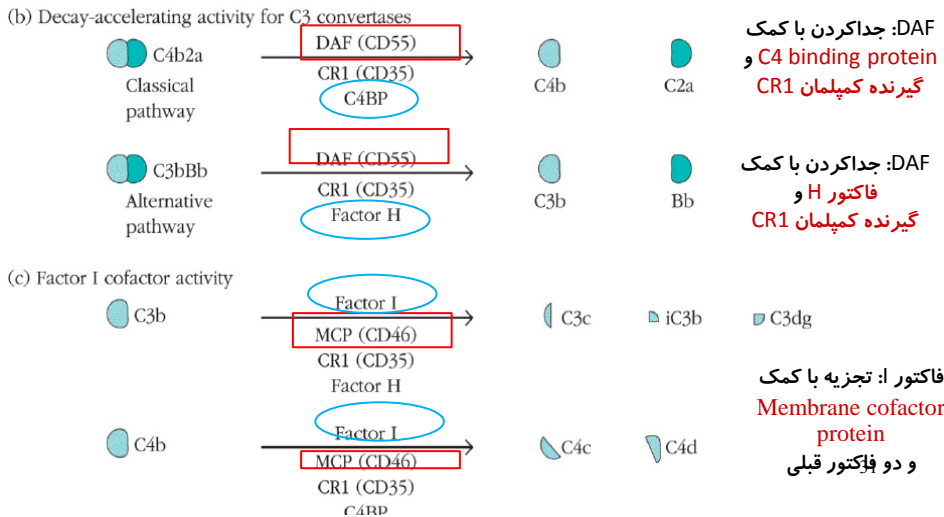 (b) Decay-accelerating activity for C3 convertases
C4b2a
Classical
pathway
DAF (CD55)
CR1 (CD35)
C4BP
C4b
C2a
DAF: جداکردن با کمک
C4 binding protein و
گیرنده کمپلمان CR1
C3bBb
Alternative
pathway
DAF (CD55)
CR1 (CD35)
Factor H
C3b
Bb
DAF: جداکردن با کمک
فاکتور H و
گیرنده کمپلمان CR1
(c) Factor I cofactor activity
C3b
Factor I
MCP (CD46)
CR1 (CD35)
Factor H
C3c
iC3b
C3dg
C4b
Factor I
MCP (CD46)
CR1 (CD35)
C4BP
C4c
C4d
فاکتور I: تجزیه با کمک
Membrane cofactor
protein
و دو فاکتور قبلی
31